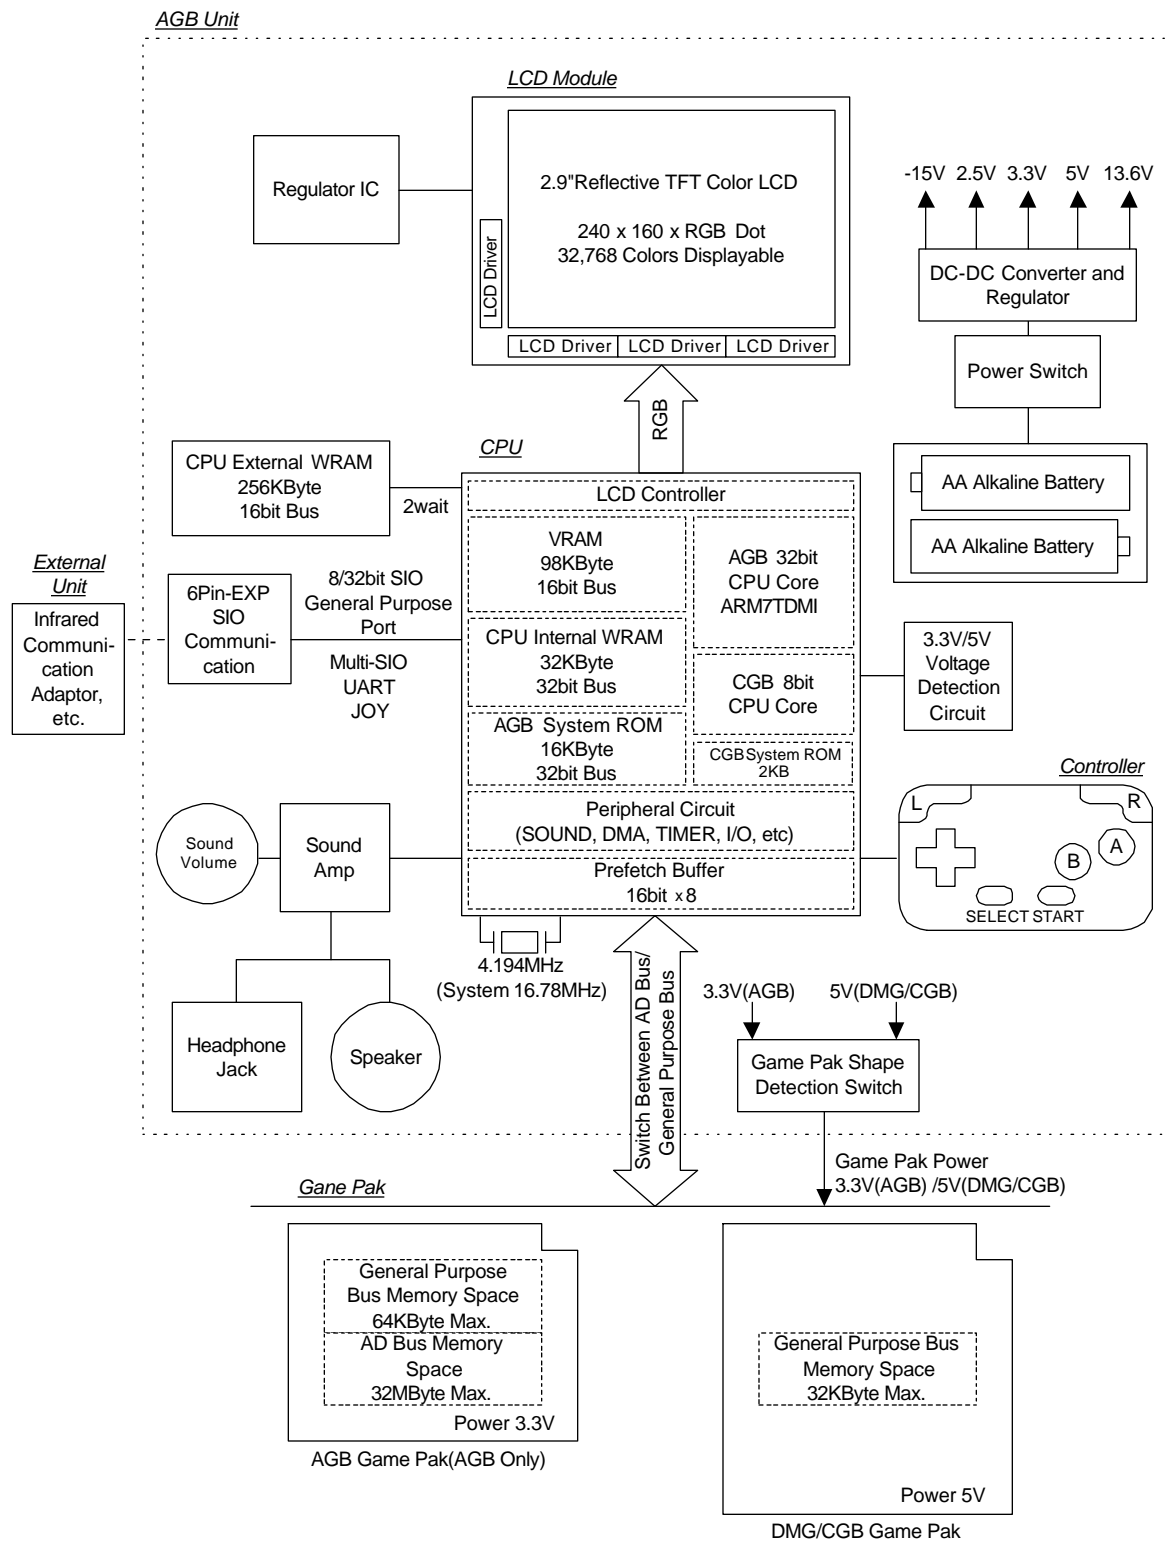 AGB Unit
LCD Module
Regulator IC
2.9"Reflective TFT Color LCD
240 x 160 x RGB Dot
32,768 Colors Displayable
LCD Driver
LCD Driver
LCD Driver
LCD Driver
-15V
2.5V
3.3V
5V
13.6V
DC-DC Converter and
Regulator
Power Switch
AA Alkaline Battery
AA Alkaline Battery
RGB
CPU
CPU External WRAM
256KByte
16bit Bus
2wait
LCD Controller
VRAM
98KByte
16bit Bus
AGB 32bit
CPU Core
ARM7TDMI
External
Unit
Infrared
Communi-
cation
Adaptor,
etc.
6Pin-EXP
SIO
Communi-
cation
8/32bit SIO
General Purpose
Port
Multi-SIO
UART
JOY
CPU Internal WRAM
32KByte
32bit Bus
CGB 8bit
CPU Core
3.3V/5V
Voltage
Detection
Circuit
AGB System ROM
16KByte
32bit Bus
CGBSystem ROM
2KB
Controller
L
R
A
B
SELECT
START
Peripheral Circuit
(SOUND, DMA, TIMER, I/O, etc)
Prefetch Buffer
16bit x 8
Sound
Volume
Sound
Amp
4.194MHz
(System 16.78MHz)
Headphone
Jack
Speaker
Switch Between AD Bus/
General Purpose Bus
3.3V(AGB)
5V(DMG/CGB)
Game Pak Shape
Detection Switch
Game Pak Power
3.3V(AGB) /5V(DMG/CGB)
Gane Pak
General Purpose
Bus Memory Space
64KByte Max.
AD Bus Memory
Space
32MByte Max.
Power 3.3V
AGB Game Pak(AGB Only)
General Purpose Bus
Memory Space
32KByte Max.
Power 5V
DMG/CGB Game Pak